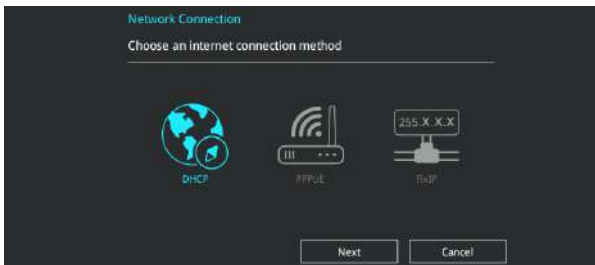 Network Connection
Choose an internet connection method
255.X.X.X
DHCP
PPPoE
FixIP
Next
Cancel